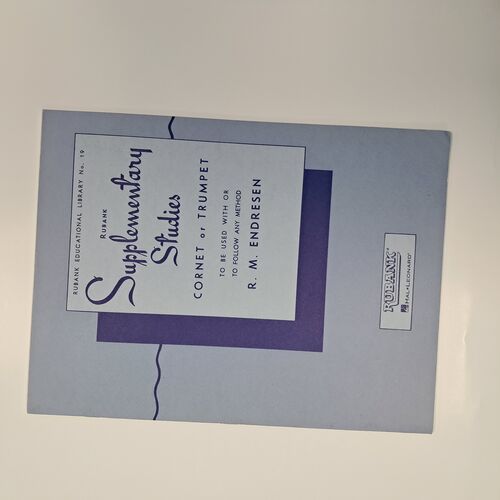 RUBANK EDUCATIONAL LIBRARY No. 19
RUBANK
Supplementary
Studies
CORNET or TRUMPET
TO BE USED WITH OR
TO FOLLOW ANY METHOD
R. M. ENDRESEN
RUBANK®
HAL•LEONARD®